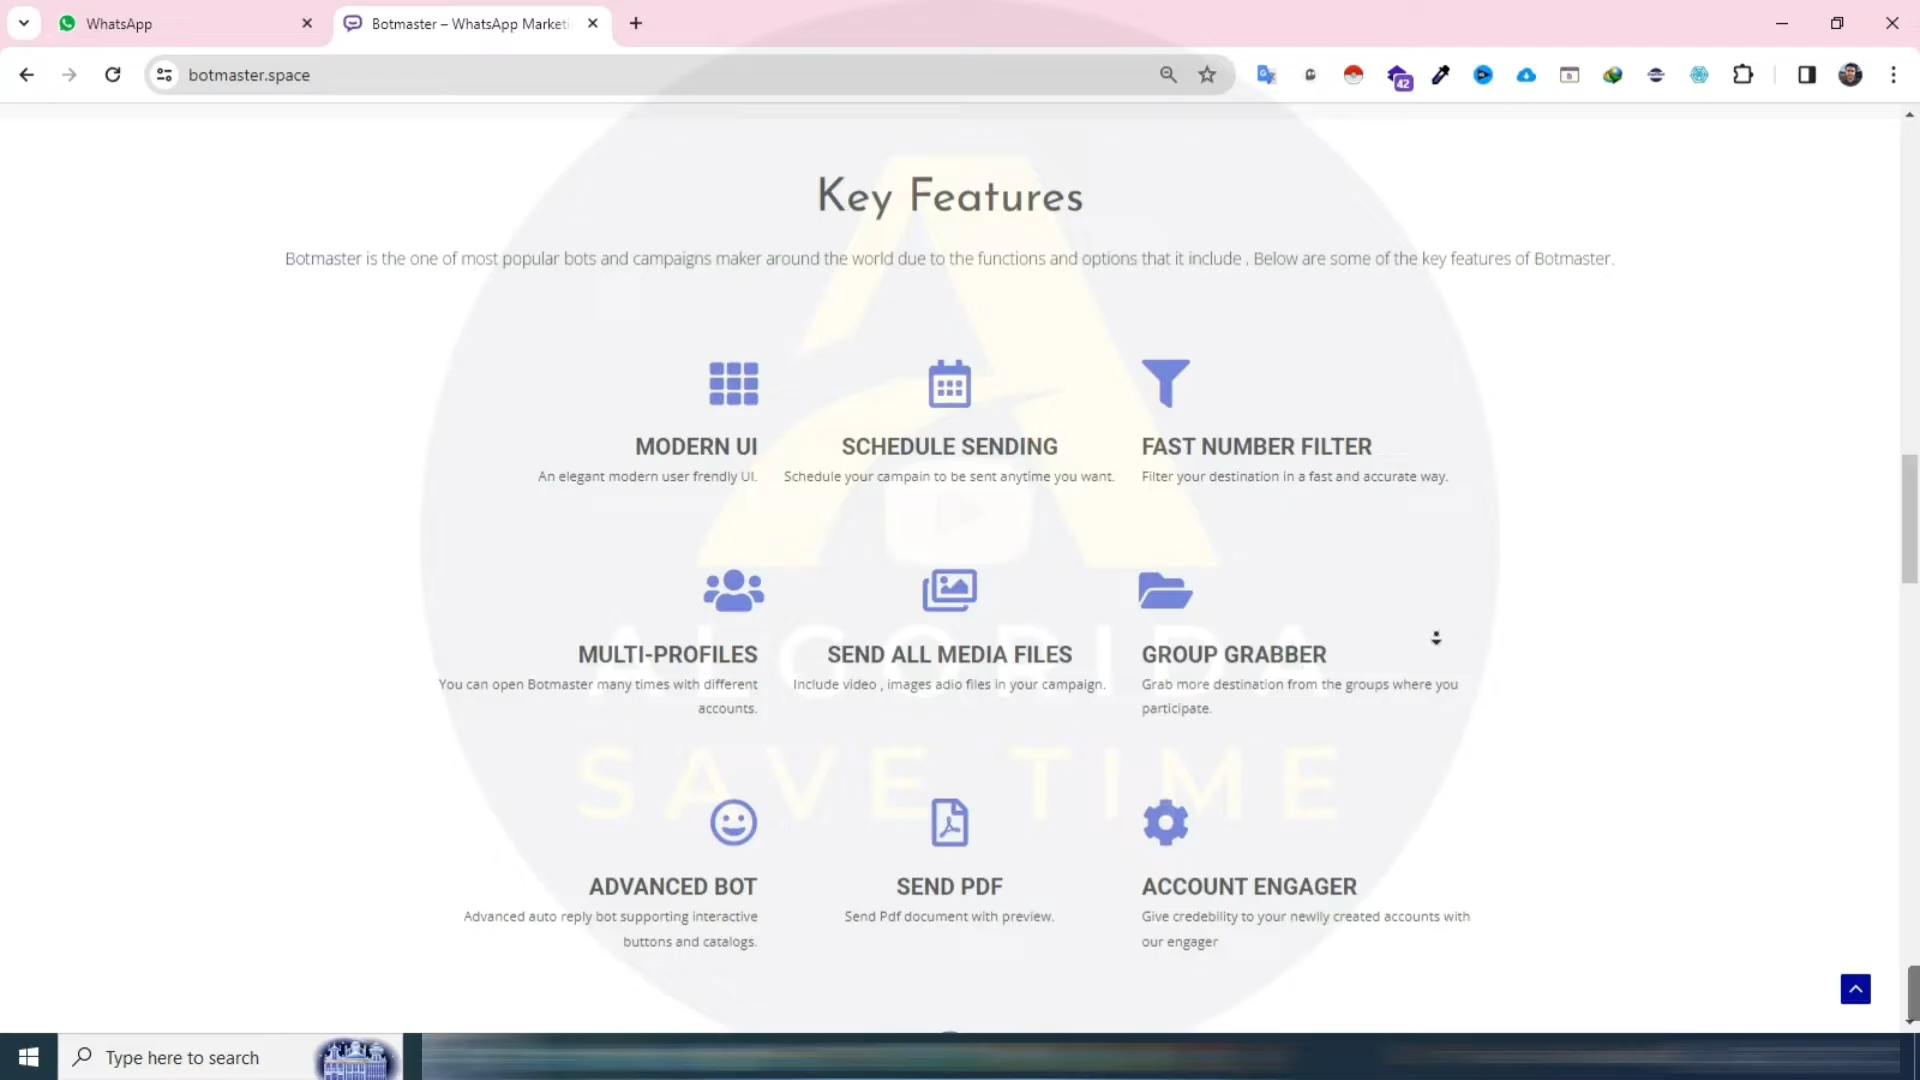 WhatsApp
Botmaster – WhatsApp Marketi
botmaster.space
42
Key Features
Botmaster is the one of most popular bots and campaigns maker around the world due to the functions and options that it include , Below are some of the key features of Botmaster.
MODERN UI
An elegant modern user frendly UI.
SCHEDULE SENDING
Schedule your campain to be sent anytime you want.
FAST NUMBER FILTER
Filter your destination in a fast and accurate way.
MULTI-PROFILES
You can open Botmaster many times with different
accounts.
SEND ALL MEDIA FILES
Include video , images adio files in your campaign.
GROUP GRABBER
Grab more destination from the groups where you
participate.
ALGORIDA
SAVE TIME
ADVANCED BOT
Advanced auto reply bot supporting interactive
buttons and catalogs.
SEND PDF
Send Pdf document with preview.
ACCOUNT ENGAGER
Give credebility to your newlly created accounts with
our engager
Type here to search